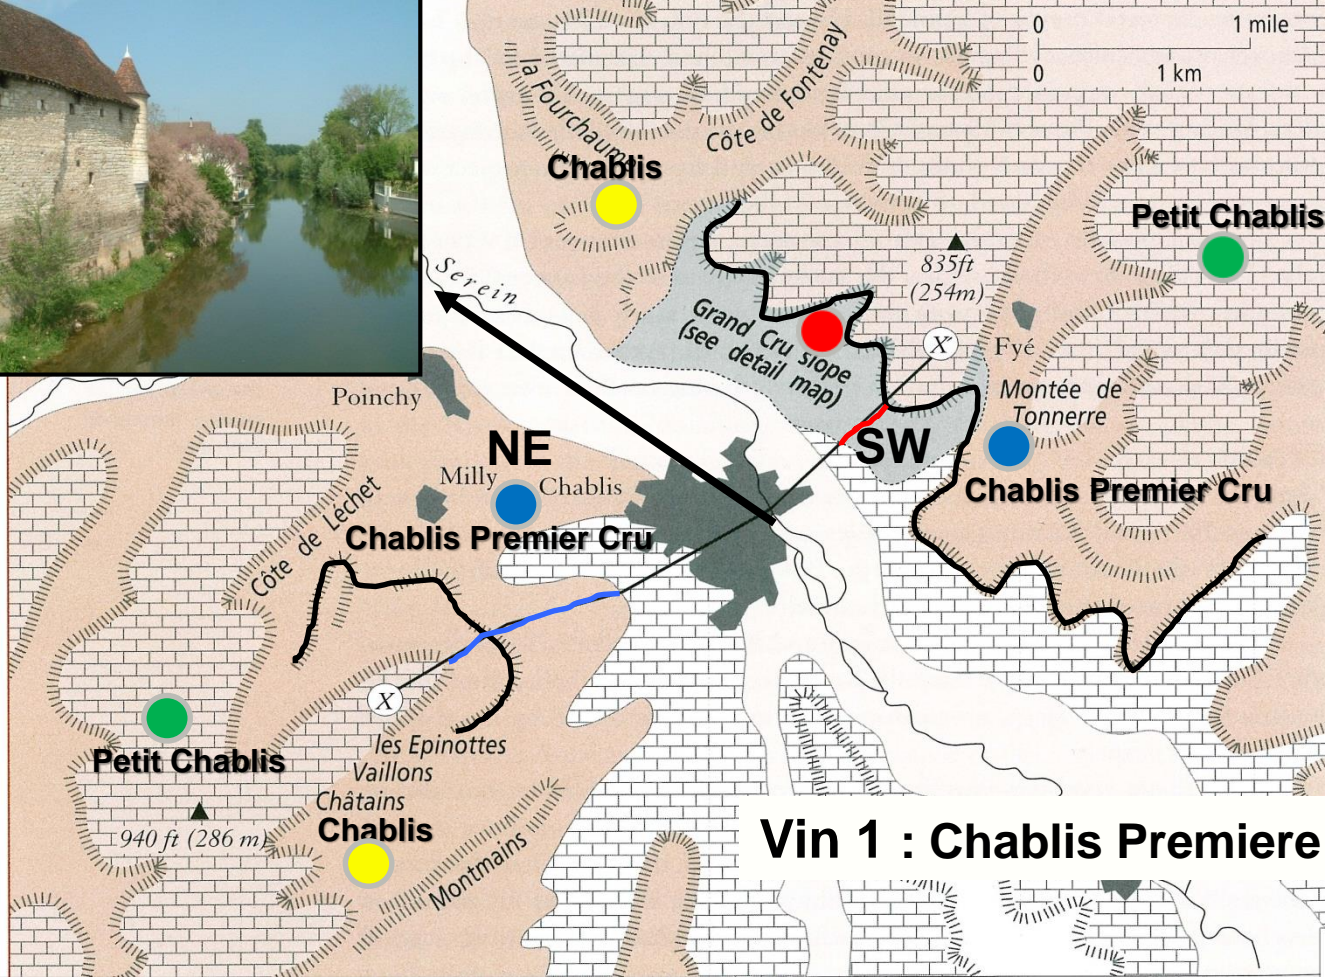 0 1 mile
0 1 km
la Fourchaume
Côte de Fontenay
Chablis
Petit Chablis
Serein
835ft
(254m)
Grand Cru slope
(see detail map)
X'
Fyé
Poinchy
Montée de
Tonnerre
NE
SW
Milly
Chablis
Côte de Léchet
Chablis Premier Cru
Chablis Premier Cru
X
les Epinottes
Vaillons
Châtains
Petit Chablis
Chablis
940 ft (286 m)
Montmains
Vin 1 : Chablis Premiere